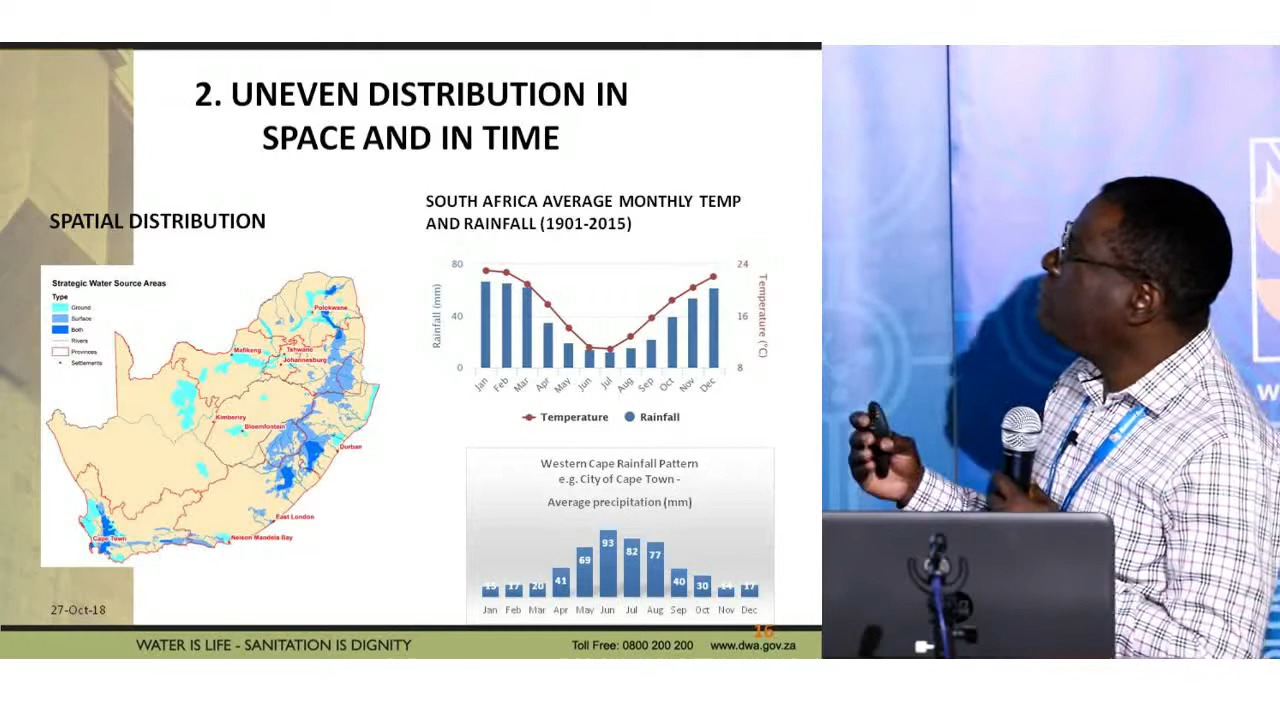 2. UNEVEN DISTRIBUTION IN
SPACE AND IN TIME
SPATIAL DISTRIBUTION
Strategic Water Source Areas
Type
Ground
Surface
Both
Rivers
Provinces
Settlements
Polokwane
Mafikeng
Tshwane
Johannesburg
Kimberley
Bloemfontein
Durban
East London
Cape Town
Nelson Mandela Bay
27-Oct-18
SOUTH AFRICA AVERAGE MONTHLY TEMP
AND RAINFALL (1901-2015)
80
40
0
Rainfall (mm)
24
16
8
Temperature (°C)
Jan Feb Mar Apr May Jun Jul Aug Sep Oct Nov Dec
Temperature Rainfall
Western Cape Rainfall Pattern
e.g. City of Cape Town -
Average precipitation (mm)
15 17 20 41 69 93 82 77 40 30 14 17
Jan Feb Mar Apr May Jun Jul Aug Sep Oct Nov Dec
16
WATER IS LIFE - SANITATION IS DIGNITY
Toll Free: 0800 200 200 www.dwa.gov.za